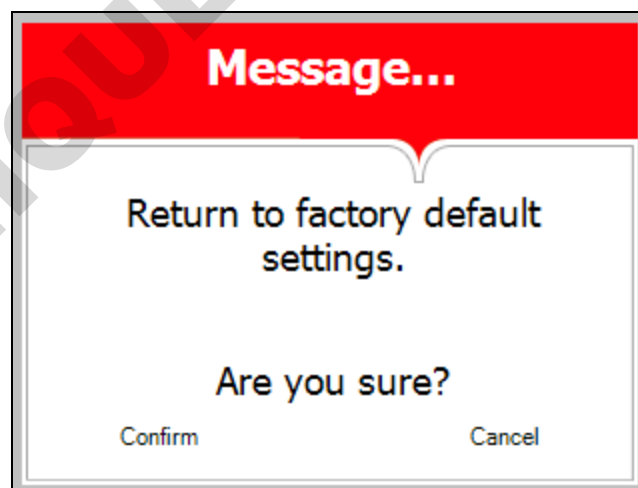 Message...
Return to factory default
settings.
Are you sure?
Confirm Cancel